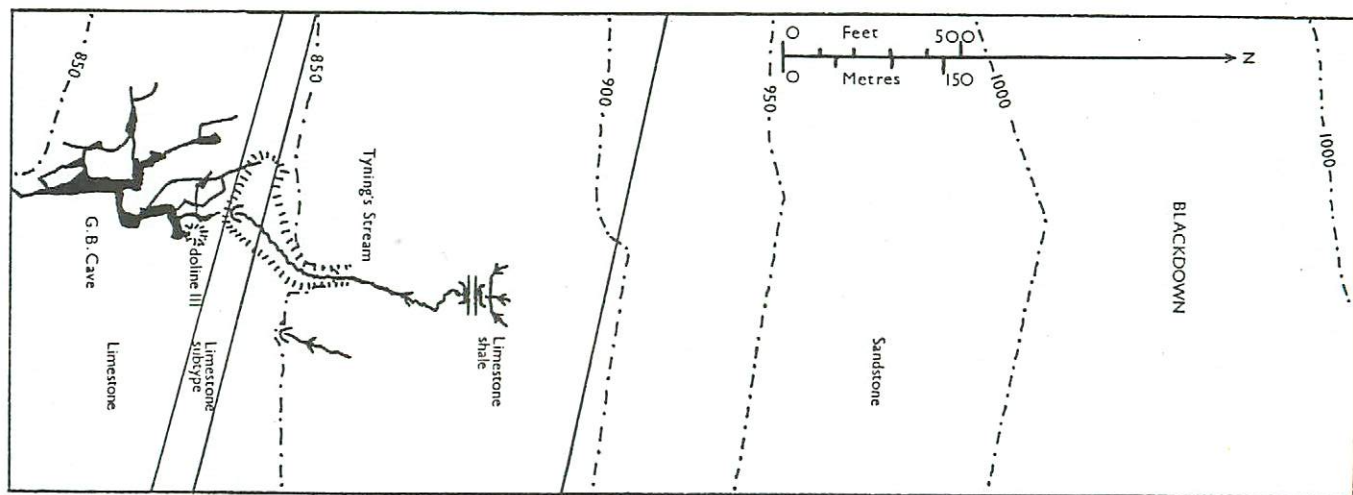 O Feet 500
O Metres 150
N
850
850
900
950
1000
1000
Tyning's Stream
BLACKDOWN
G.B. Cave
doline III
Limestone
Limestone
subtype
Limestone
shale
Sandstone